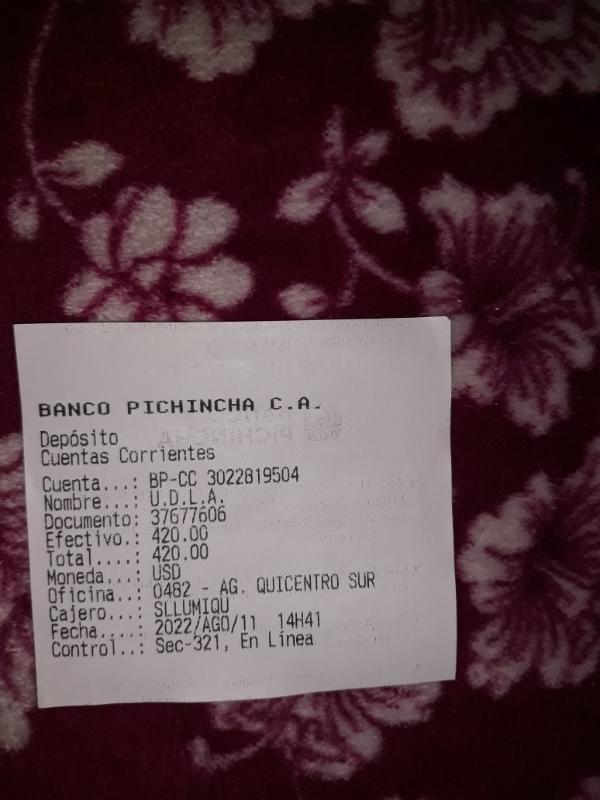 BANCO PICHINCHA C.A.
Depósito
Cuentas Corrientes
Cuenta...: BP-CC 3022819504
Nombre...: U.D.L.A.
Documento: 37677606
Efectivo.: 420.00
Total....: 420.00
Moneda...: USD
Oficina..: 0482 - AG. QUICENTRO SUR
Cajero...: SLLUMIQU
Fecha....: 2022/AGO/11 14H41
Control..: Sec-321, En Línea